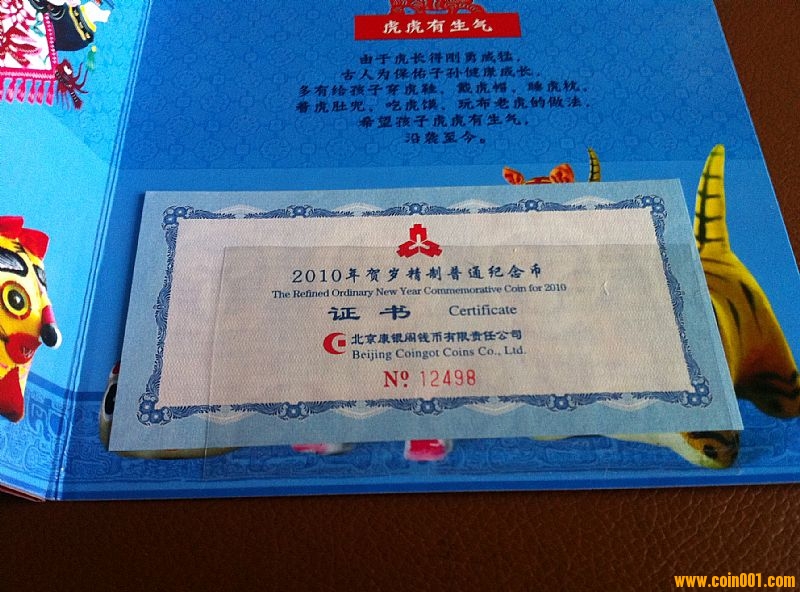 虎虎有生气
由于虎长得刚勇威猛,
古人为保佑子孙健康成长,
多有给孩子穿虎鞋、戴虎帽、睡虎枕、
着虎肚兜、吃虎馍、玩布老虎的做法,
希望孩子虎虎有生气,
沿袭至今。
2010年贺岁精制普通纪念币
The Refined Ordinary New Year Commemorative Coin for 2010
证书 Certificate
北京康银阁钱币有限责任公司
Beijing Coingot Coins Co., Ltd.
Nº 12498
www.coin001.com